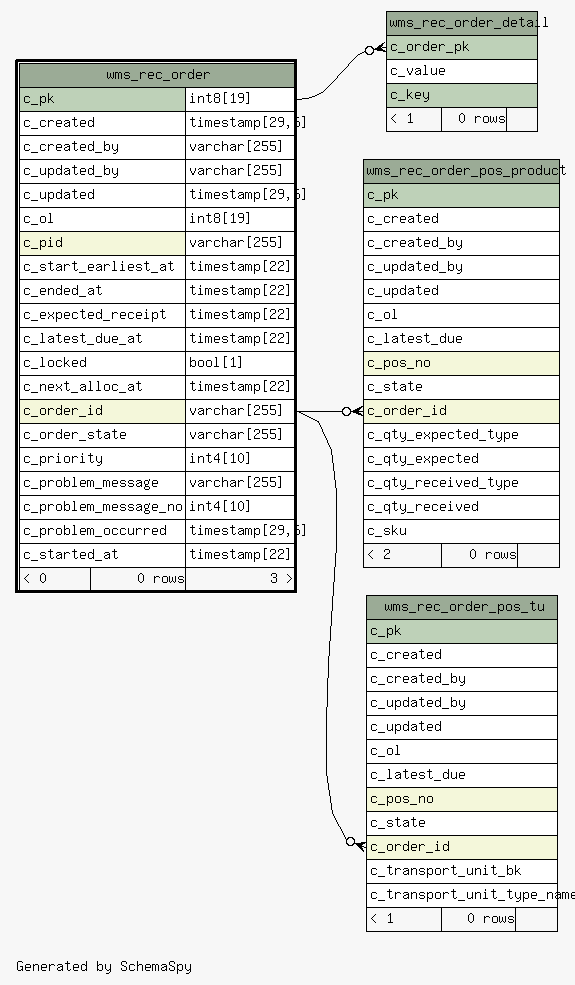 wms_rec_order_detail
c_order_pk
c_value
c_key
< 1 0 rows
wms_rec_order
c_pk int8[19]
c_created timestamp[29,6]
c_created_by varchar[255]
c_updated_by varchar[255]
c_updated timestamp[29,6]
c_ol int8[19]
c_pid varchar[255]
c_start_earliest_at timestamp[22]
c_ended_at timestamp[22]
c_expected_receipt timestamp[22]
c_latest_due_at timestamp[22]
c_locked bool[1]
c_next_alloc_at timestamp[22]
c_order_id varchar[255]
c_order_state varchar[255]
c_priority int4[10]
c_problem_message varchar[255]
c_problem_message_no int4[10]
c_problem_occurred timestamp[29,6]
c_started_at timestamp[22]
< 0 0 rows 3 >
wms_rec_order_pos_product
c_pk
c_created
c_created_by
c_updated_by
c_updated
c_ol
c_latest_due
c_pos_no
c_state
c_order_id
c_qty_expected_type
c_qty_expected
c_qty_received_type
c_qty_received
c_sku
< 2 0 rows
wms_rec_order_pos_tu
c_pk
c_created
c_created_by
c_updated_by
c_updated
c_ol
c_latest_due
c_pos_no
c_state
c_order_id
c_transport_unit_bk
c_transport_unit_type_name
< 1 0 rows
Generated by SchemaSpy